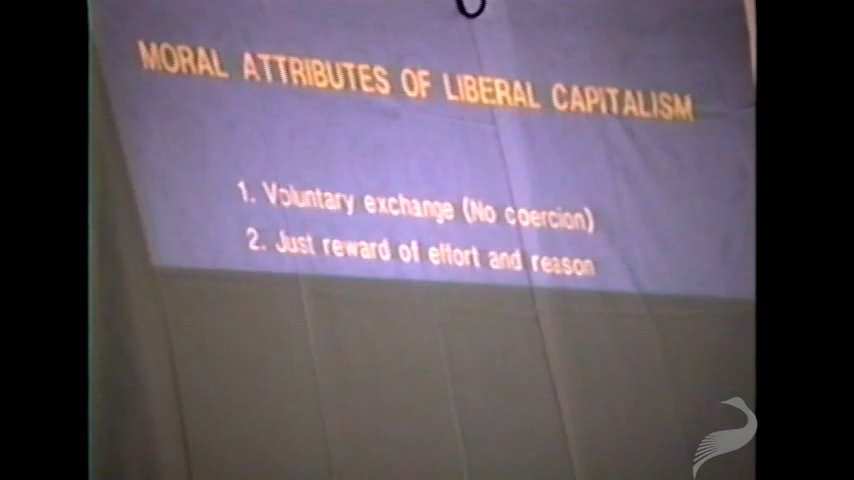 MORAL ATTRIBUTES OF LIBERAL CAPITALISM
1. Voluntary exchange (No coercion)
2. Just reward of effort and reason